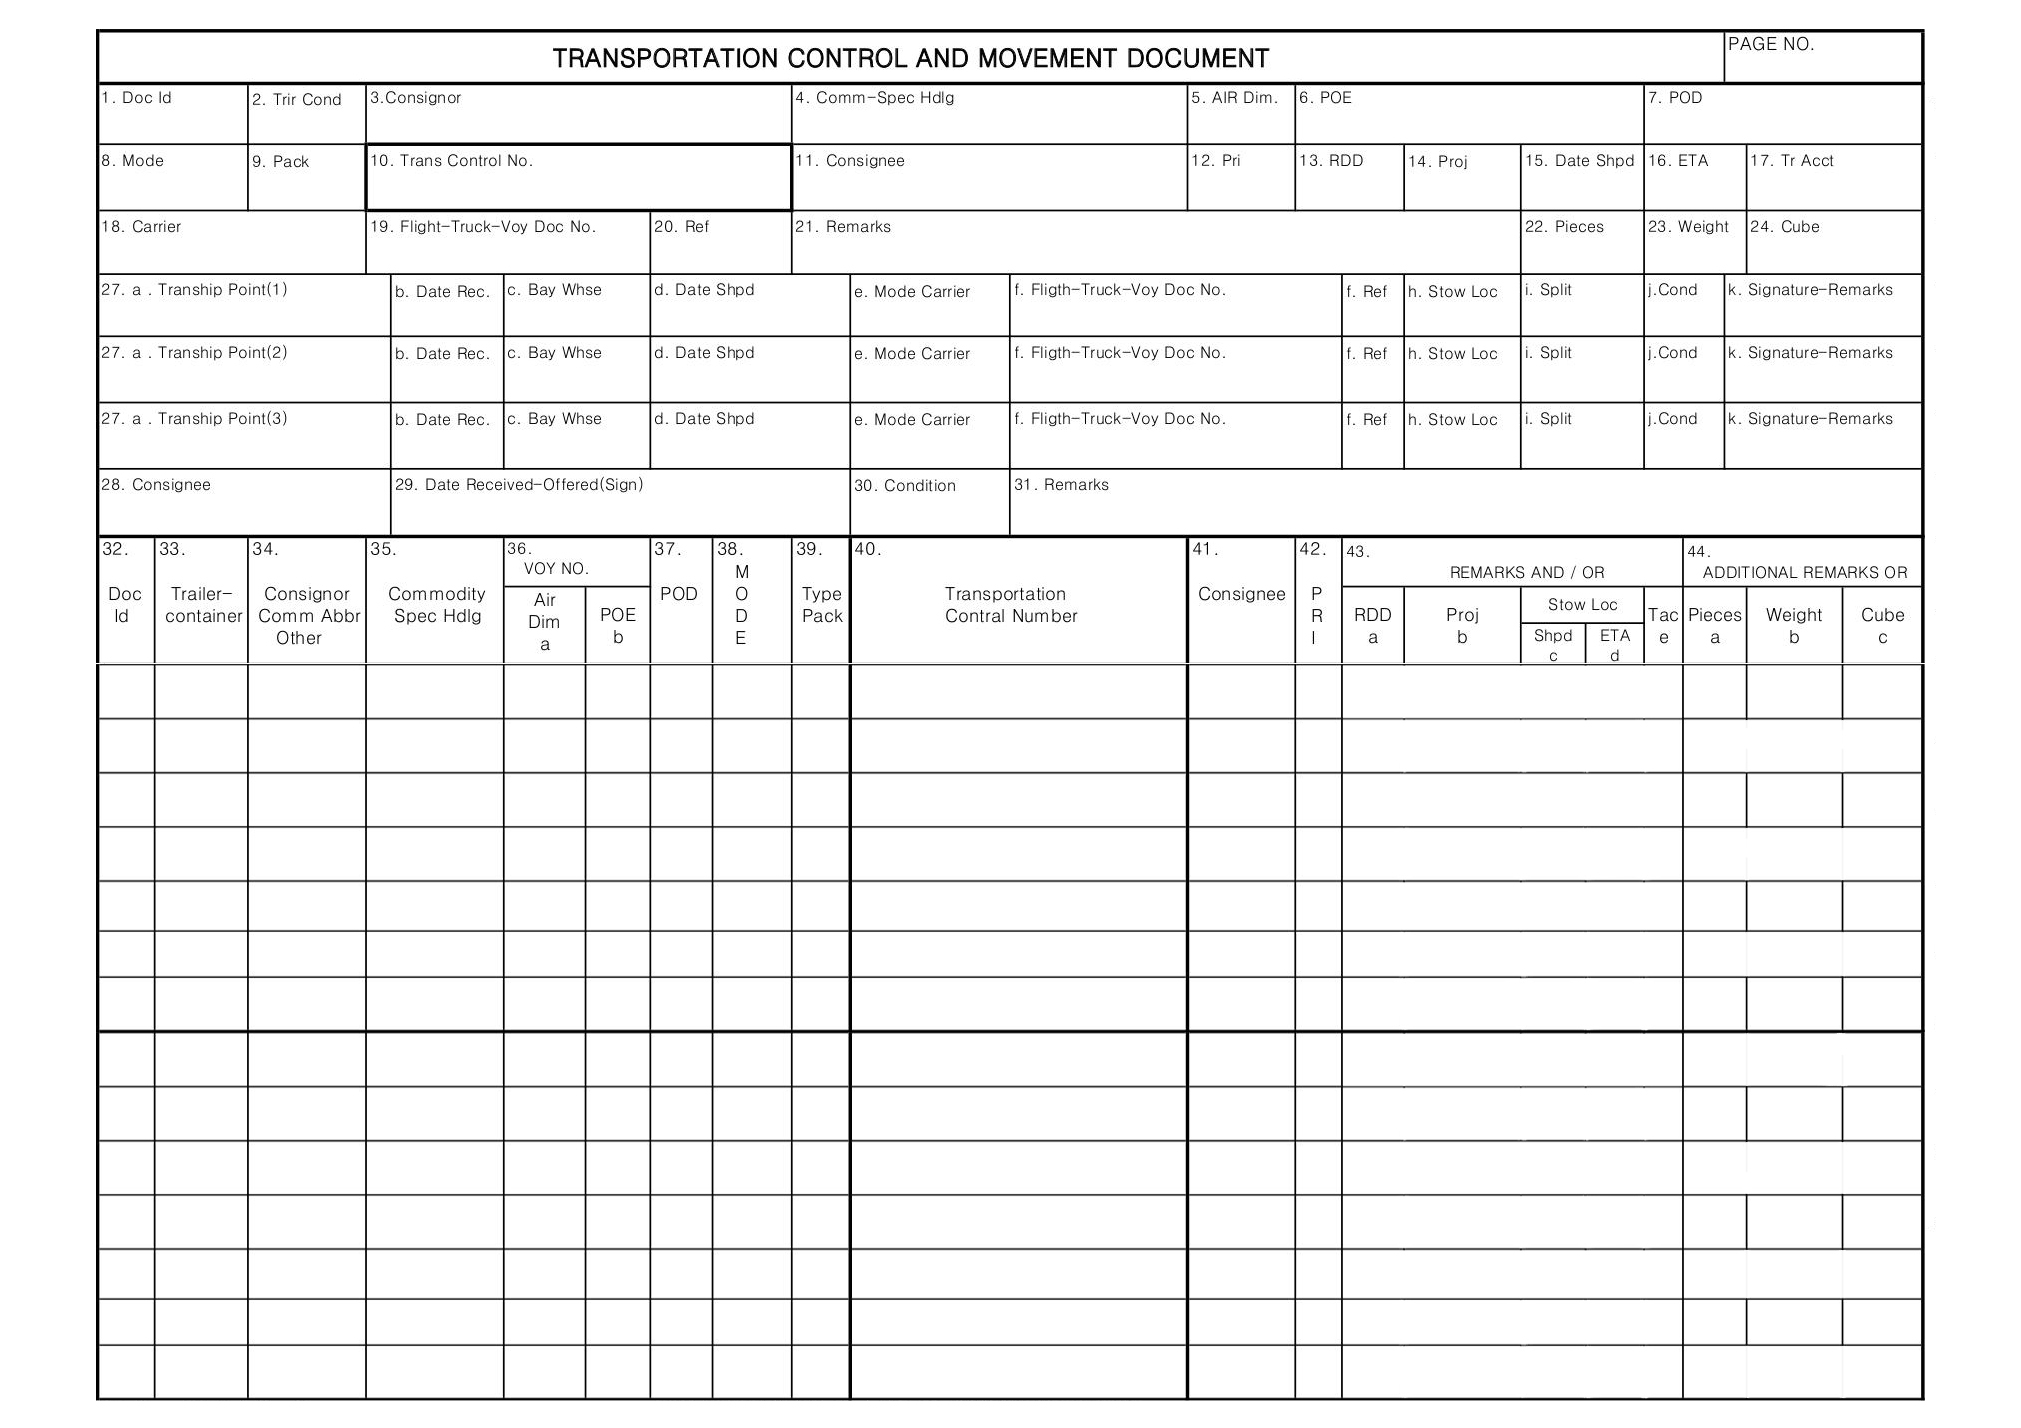 TRANSPORTATION CONTROL AND MOVEMENT DOCUMENT
PAGE NO.
1. Doc Id
2. Trir Cond
3.Consignor
4. Comm-Spec Hdlg
5. AIR Dim.
6. POE
7. POD
8. Mode
9. Pack
10. Trans Control No.
11. Consignee
12. Pri
13. RDD
14. Proj
15. Date Shpd
16. ETA
17. Tr Acct
18. Carrier
19. Flight-Truck-Voy Doc No.
20. Ref
21. Remarks
22. Pieces
23. Weight
24. Cube
27. a . Tranship Point(1)
b. Date Rec.
c. Bay Whse
d. Date Shpd
e. Mode Carrier
f. Fligth-Truck-Voy Doc No.
f. Ref
h. Stow Loc
i. Split
j.Cond
k. Signature-Remarks
27. a . Tranship Point(2)
b. Date Rec.
c. Bay Whse
d. Date Shpd
e. Mode Carrier
f. Fligth-Truck-Voy Doc No.
f. Ref
h. Stow Loc
i. Split
j.Cond
k. Signature-Remarks
27. a . Tranship Point(3)
b. Date Rec.
c. Bay Whse
d. Date Shpd
e. Mode Carrier
f. Fligth-Truck-Voy Doc No.
f. Ref
h. Stow Loc
i. Split
j.Cond
k. Signature-Remarks
28. Consignee
29. Date Received-Offered(Sign)
30. Condition
31. Remarks
32.
Doc
Id
33.
Trailer-
container
34.
Consignor
Comm Abbr
Other
35.
Commodity
Spec Hdlg
36.
VOY NO.
Air
Dim
a
POE
b
37.
POD
38.
M
O
D
E
39.
Type
Pack
40.
Transportation
Contral Number
41.
Consignee
42.
P
R
I
43.
REMARKS AND / OR
RDD
a
Proj
b
Stow Loc
Shpd
c
ETA
d
Tac
e
44.
ADDITIONAL REMARKS OR
Pieces
a
Weight
b
Cube
c